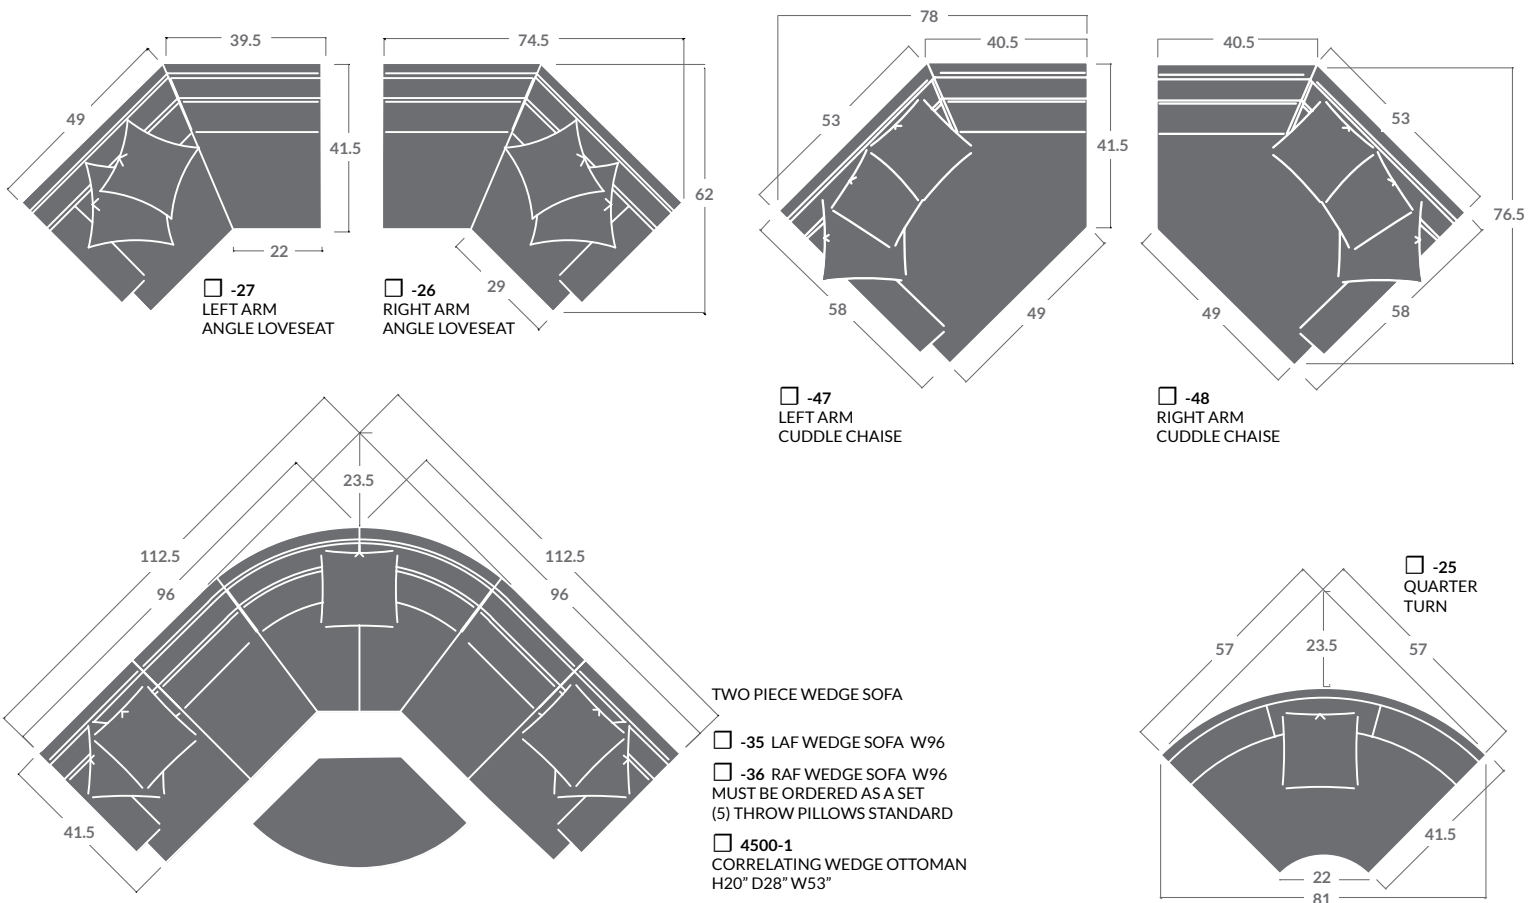 39.5
49
41.5
22
☐ -27
LEFT ARM
ANGLE LOVESEAT
74.5
62
29
☐ -26
RIGHT ARM
ANGLE LOVESEAT
78
40.5
53
41.5
58
49
☐ -47
LEFT ARM
CUDDLE CHAISE
40.5
53
76.5
49
58
☐ -48
RIGHT ARM
CUDDLE CHAISE
23.5
112.5
112.5
96
96
41.5
TWO PIECE WEDGE SOFA
☐ -35 LAF WEDGE SOFA W96
☐ -36 RAF WEDGE SOFA W96
MUST BE ORDERED AS A SET
(5) THROW PILLOWS STANDARD
☐ 4500-1
CORRELATING WEDGE OTTOMAN
H20” D28” W53”
☐ -25
QUARTER
TURN
57
23.5
57
41.5
22
81